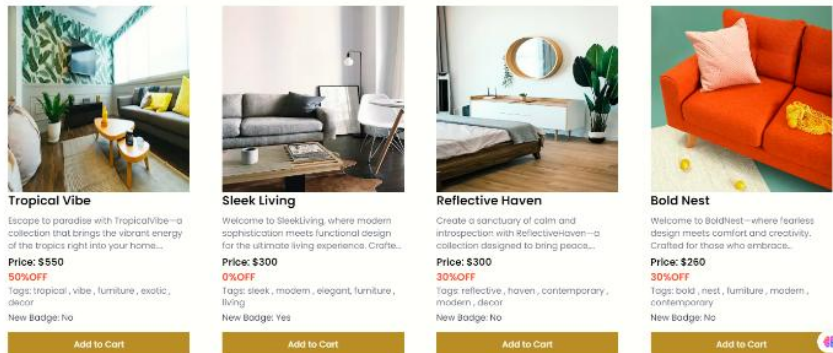 Tropical Vibe
Escape to paradise with TropicalVibe—a
collection that brings the vibrant energy
of the tropics right into your home....
Price: $550
50%OFF
Tags: tropical , vibe , furniture , exotic ,
decor
New Badge: No
Add to Cart
Sleek Living
Welcome to SleekLiving, where modern
sophistication meets functional design
for the ultimate living experience. Crafte...
Price: $300
0%OFF
Tags: sleek , modern , elegant, furniture ,
living
New Badge: Yes
Add to Cart
Reflective Haven
Create a sanctuary of calm and
introspection with ReflectiveHaven—a
collection designed to bring peace,...
Price: $300
30%OFF
Tags: reflective , haven , contemporary ,
modern , decor
New Badge: No
Add to Cart
Bold Nest
Welcome to BoldNest—where fearless
design meets comfort and creativity.
Crafted for those who embrace...
Price: $260
30%OFF
Tags: bold , nest , furniture , modern ,
contemporary
New Badge: No
Add to Cart